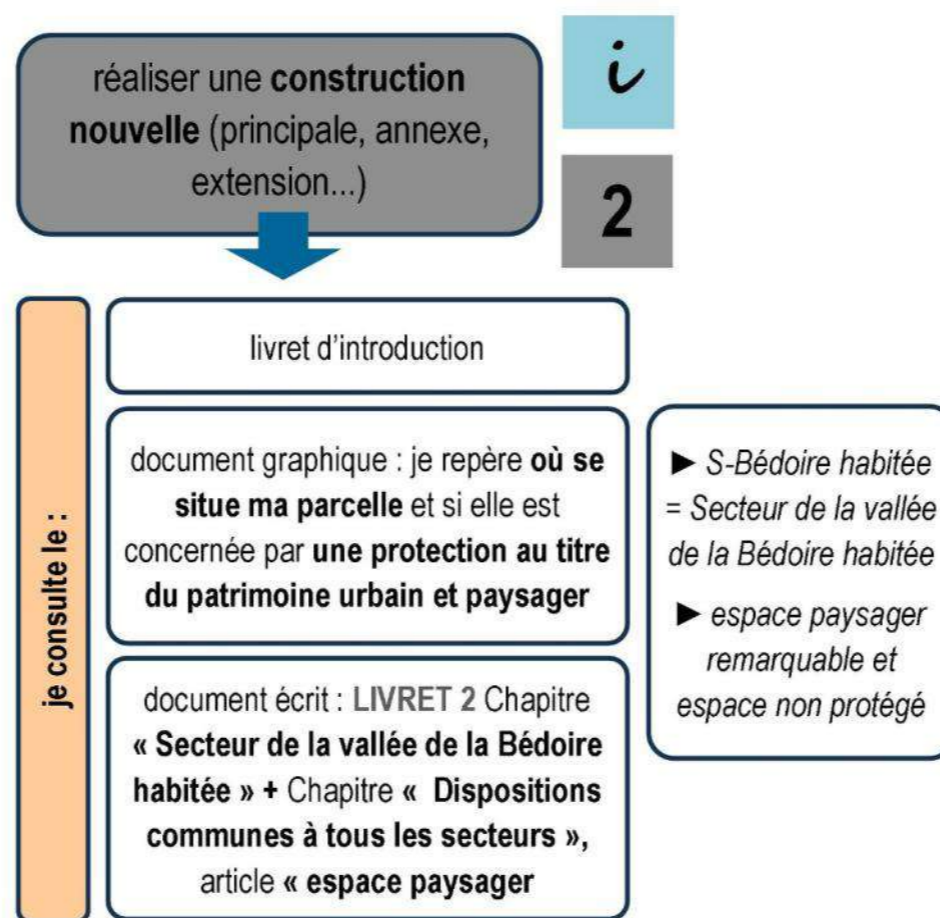 réaliser une construction
nouvelle (principale, annexe,
extension...)
i
2
je consulte le :
livret d'introduction
document graphique : je repère où se
situe ma parcelle et si elle est
concernée par une protection au titre
du patrimoine urbain et paysager
► S-Bédoire habitée
= Secteur de la vallée
de la Bédoire habitée
► espace paysager
remarquable et
espace non protégé
document écrit : LIVRET 2 Chapitre
« Secteur de la vallée de la Bédoire
habitée » + Chapitre « Dispositions
communes à tous les secteurs »,
article « espace paysager